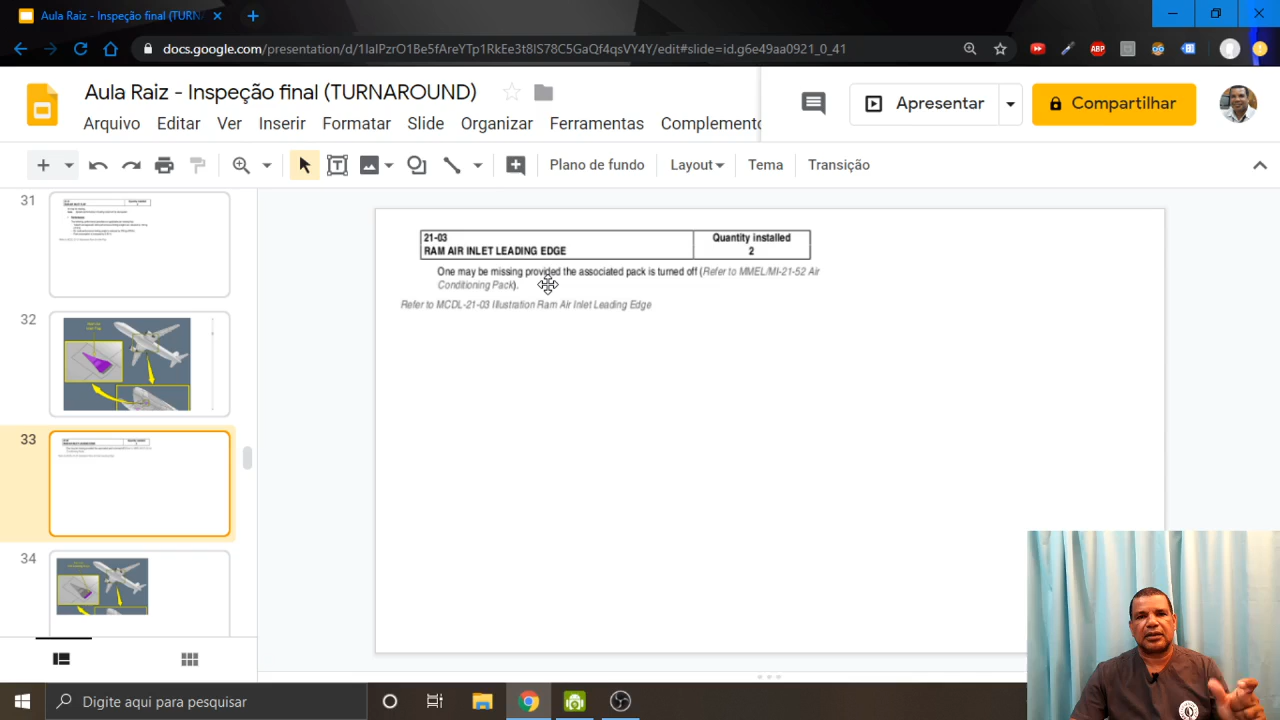 Aula Raiz - Inspeção final (TURN
docs.google.com/presentation/d/1IaIPzrO1Be5fAreYTp1RkEe3t8IS78C5GaQf4qsVY4Y/edit#slide=id.g6e49aa0921_0_41
ABP
Aula Raiz - Inspeção final (TURNAROUND)
Apresentar
Compartilhar
Arquivo Editar Ver Inserir Formatar Slide Organizar Ferramentas Complemento
Plano de fundo Layout Tema Transição
31
32
33
34
21-03 Quantity installed
RAM AIR INLET LEADING EDGE 2
One may be missing provided the associated pack is turned off (Refer to MMEL/MI-21-52 Air
Conditioning Pack).
Refer to MCDL-21-03 Illustration Ram Air Inlet Leading Edge
Digite aqui para pesquisar